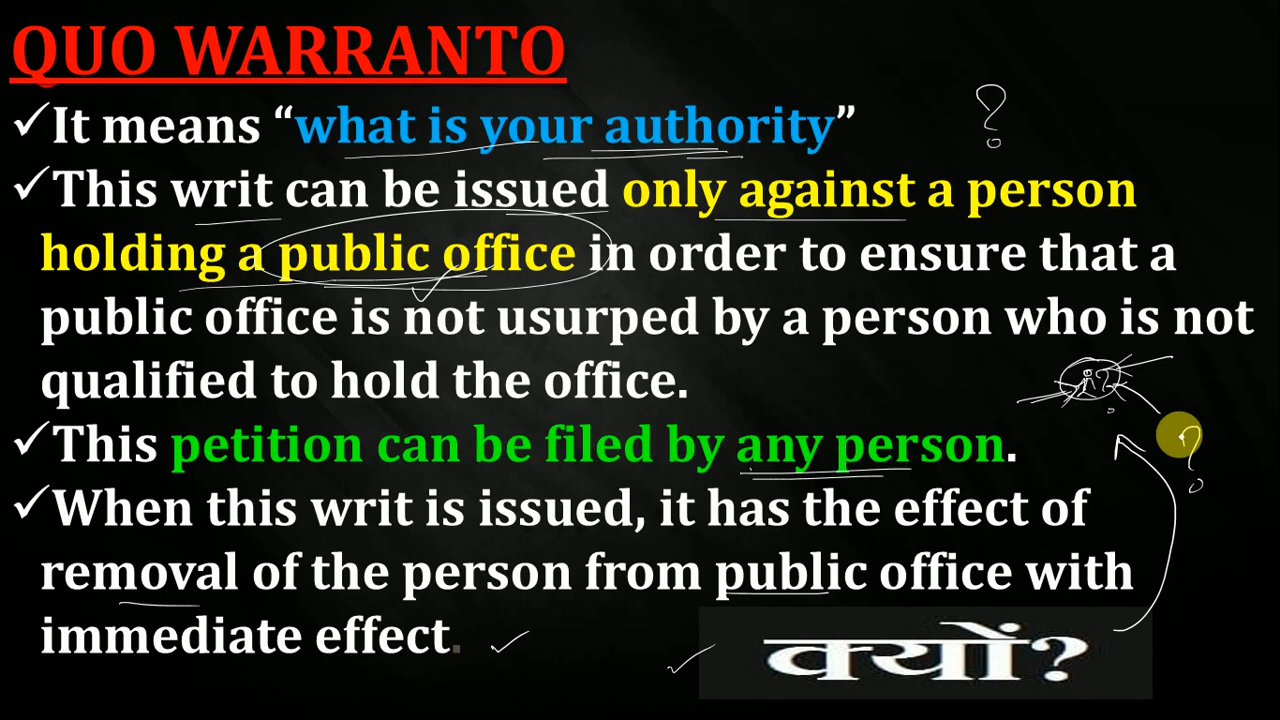 QUO WARRANTO
✓It means “what is your authority”
✓This writ can be issued only against a person
holding a public office in order to ensure that a
public office is not usurped by a person who is not
qualified to hold the office.
?
✓This petition can be filed by any person.
?
✓When this writ is issued, it has the effect of
removal of the person from public office with
immediate effect.
क्यों?